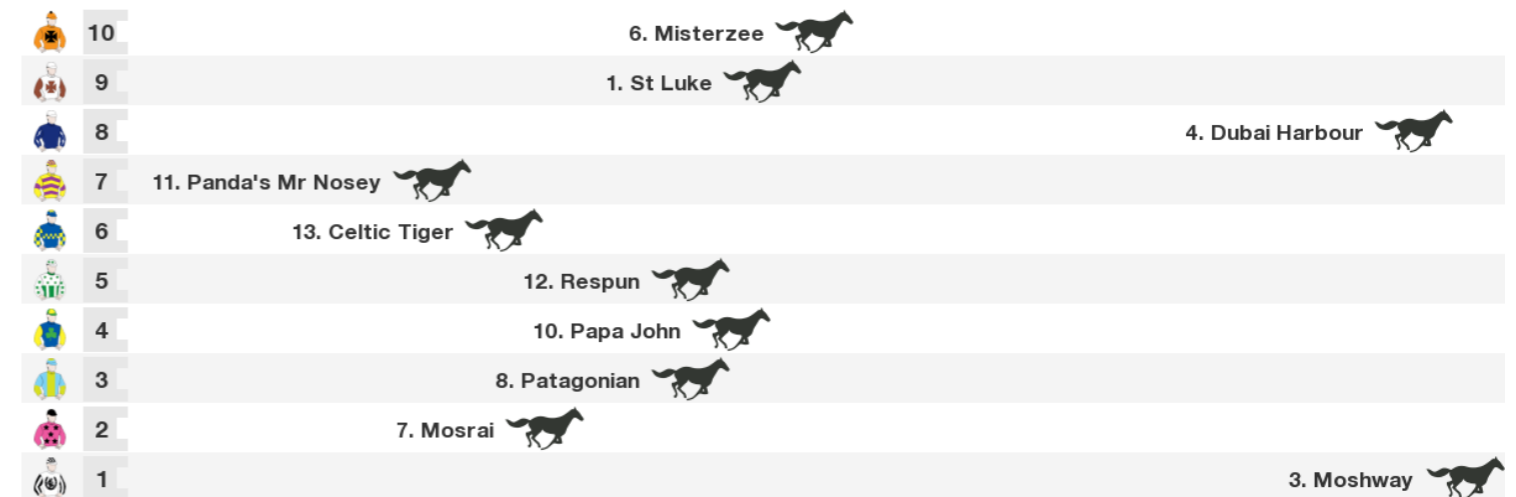 10 6. Misterzee
9 1. St Luke
8 4. Dubai Harbour
7 11. Panda's Mr Nosey
6 13. Celtic Tiger
5 12. Respun
4 10. Papa John
3 8. Patagonian
2 7. Mosrai
1 3. Moshway